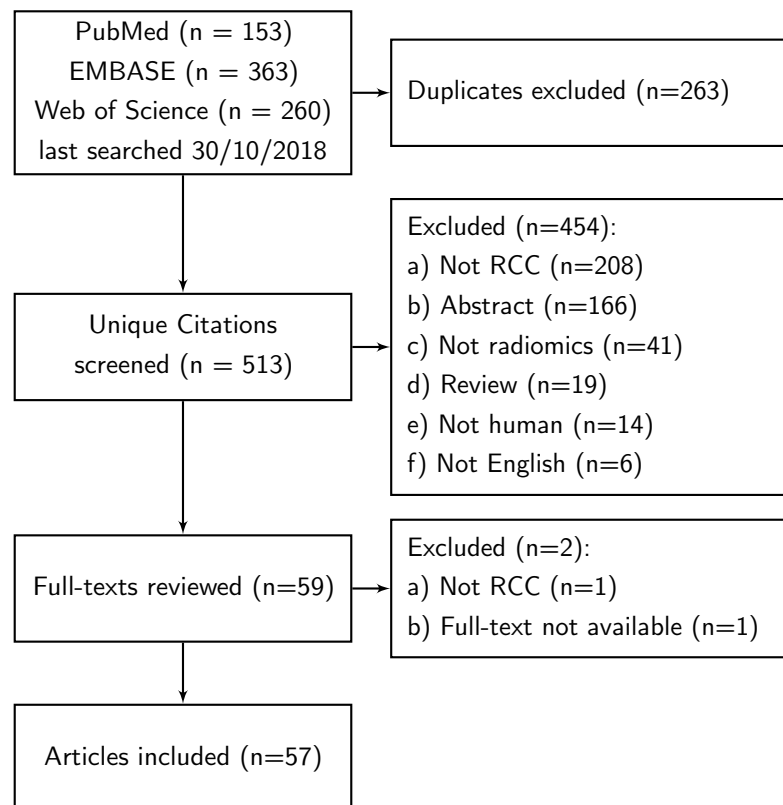 PubMed (n = 153)
EMBASE (n = 363)
Web of Science (n = 260)
last searched 30/10/2018
Duplicates excluded (n=263)
Unique Citations
screened (n = 513)
Excluded (n=454):
a) Not RCC (n=208)
b) Abstract (n=166)
c) Not radiomics (n=41)
d) Review (n=19)
e) Not human (n=14)
f) Not English (n=6)
Full-texts reviewed (n=59)
Excluded (n=2):
a) Not RCC (n=1)
b) Full-text not available (n=1)
Articles included (n=57)